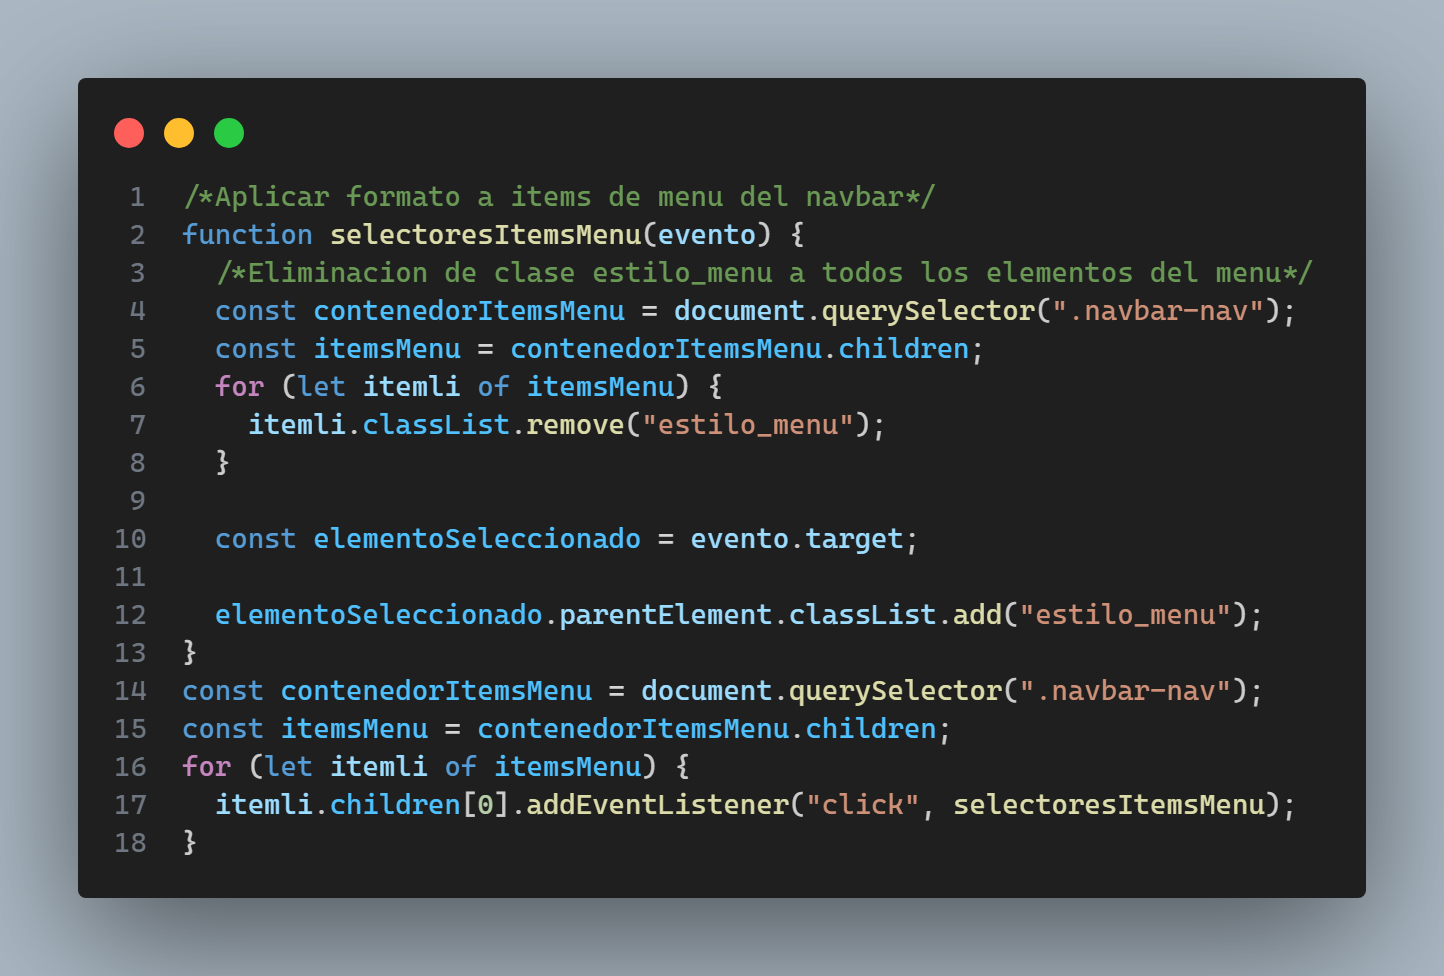 1 /*Aplicar formato a items de menu del navbar*/
2 function selectoresItemsMenu(evento) {
3   /*Eliminacion de clase estilo_menu a todos los elementos del menu*/
4   const contenedorItemsMenu = document.querySelector(".navbar-nav");
5   const itemsMenu = contenedorItemsMenu.children;
6   for (let itemli of itemsMenu) {
7     itemli.classList.remove("estilo_menu");
8   }
9
10   const elementoSeleccionado = evento.target;
11
12   elementoSeleccionado.parentElement.classList.add("estilo_menu");
13 }
14 const contenedorItemsMenu = document.querySelector(".navbar-nav");
15 const itemsMenu = contenedorItemsMenu.children;
16 for (let itemli of itemsMenu) {
17   itemli.children[0].addEventListener("click", selectoresItemsMenu);
18 }